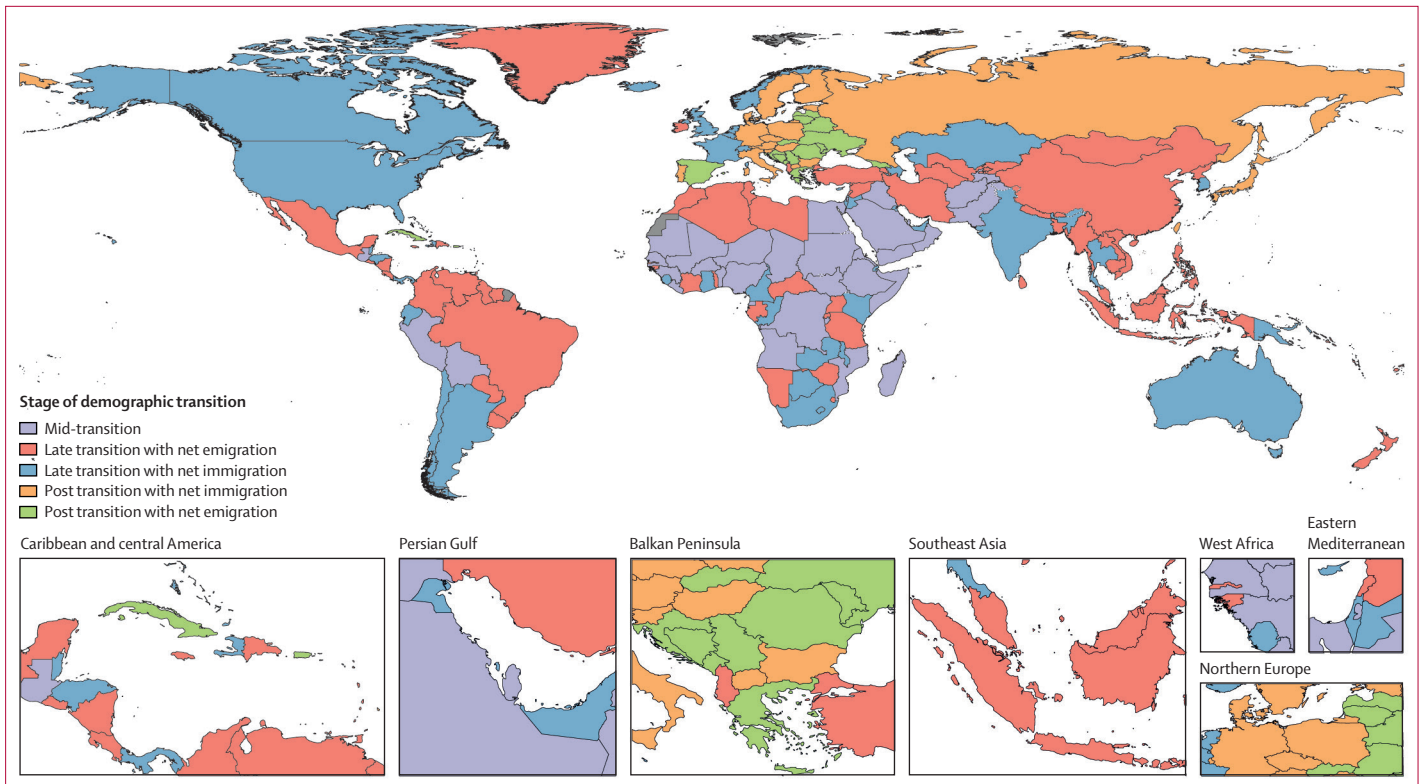 Stage of demographic transition
Mid-transition
Late transition with net emigration
Late transition with net immigration
Post transition with net immigration
Post transition with net emigration
Caribbean and central America
Persian Gulf
Balkan Peninsula
Southeast Asia
West Africa
Eastern
Mediterranean
Northern Europe